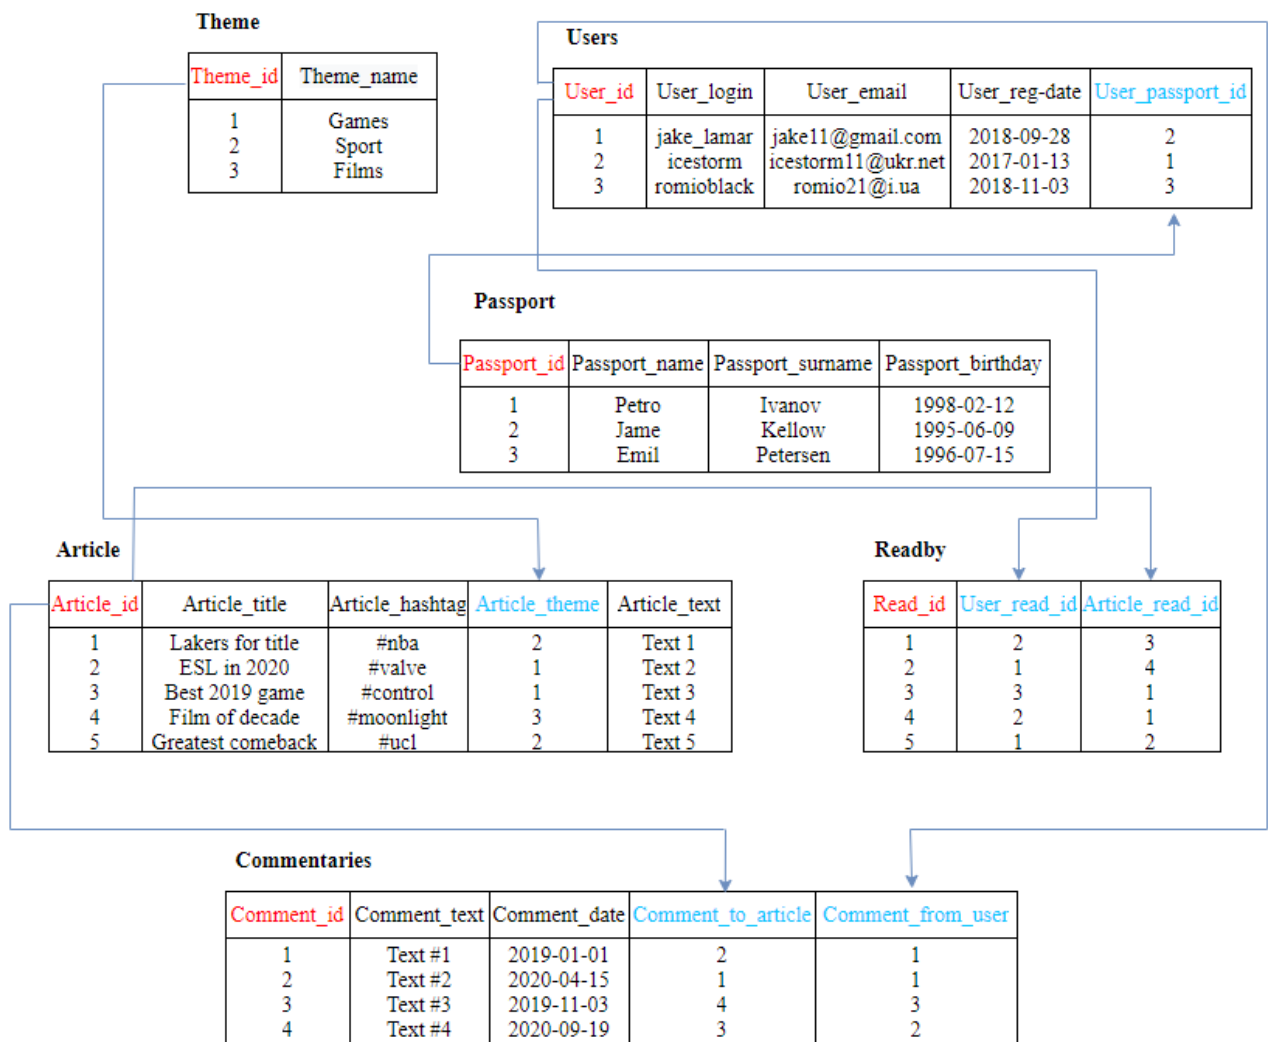 Theme
Theme_id Theme_name
1 Games
2 Sport
3 Films
Users
User_id User_login User_email User_reg-date User_passport_id
1 jake_lamar jake11@gmail.com 2018-09-28 2
2 icestorm icestorm11@ukr.net 2017-01-13 1
3 romioblack romio21@i.ua 2018-11-03 3
Passport
Passport_id Passport_name Passport_surname Passport_birthday
1 Petro Ivanov 1998-02-12
2 Jame Kellow 1995-06-09
3 Emil Petersen 1996-07-15
Article
Article_id Article_title Article_hashtag Article_theme Article_text
1 Lakers for title #nba 2 Text 1
2 ESL in 2020 #valve 1 Text 2
3 Best 2019 game #control 1 Text 3
4 Film of decade #moonlight 3 Text 4
5 Greatest comeback #ucl 2 Text 5
Readby
Read_id User_read_id Article_read_id
1 2 3
2 1 4
3 3 1
4 2 1
5 1 2
Commentaries
Comment_id Comment_text Comment_date Comment_to_article Comment_from_user
1 Text #1 2019-01-01 2 1
2 Text #2 2020-04-15 1 1
3 Text #3 2019-11-03 4 3
4 Text #4 2020-09-19 3 2